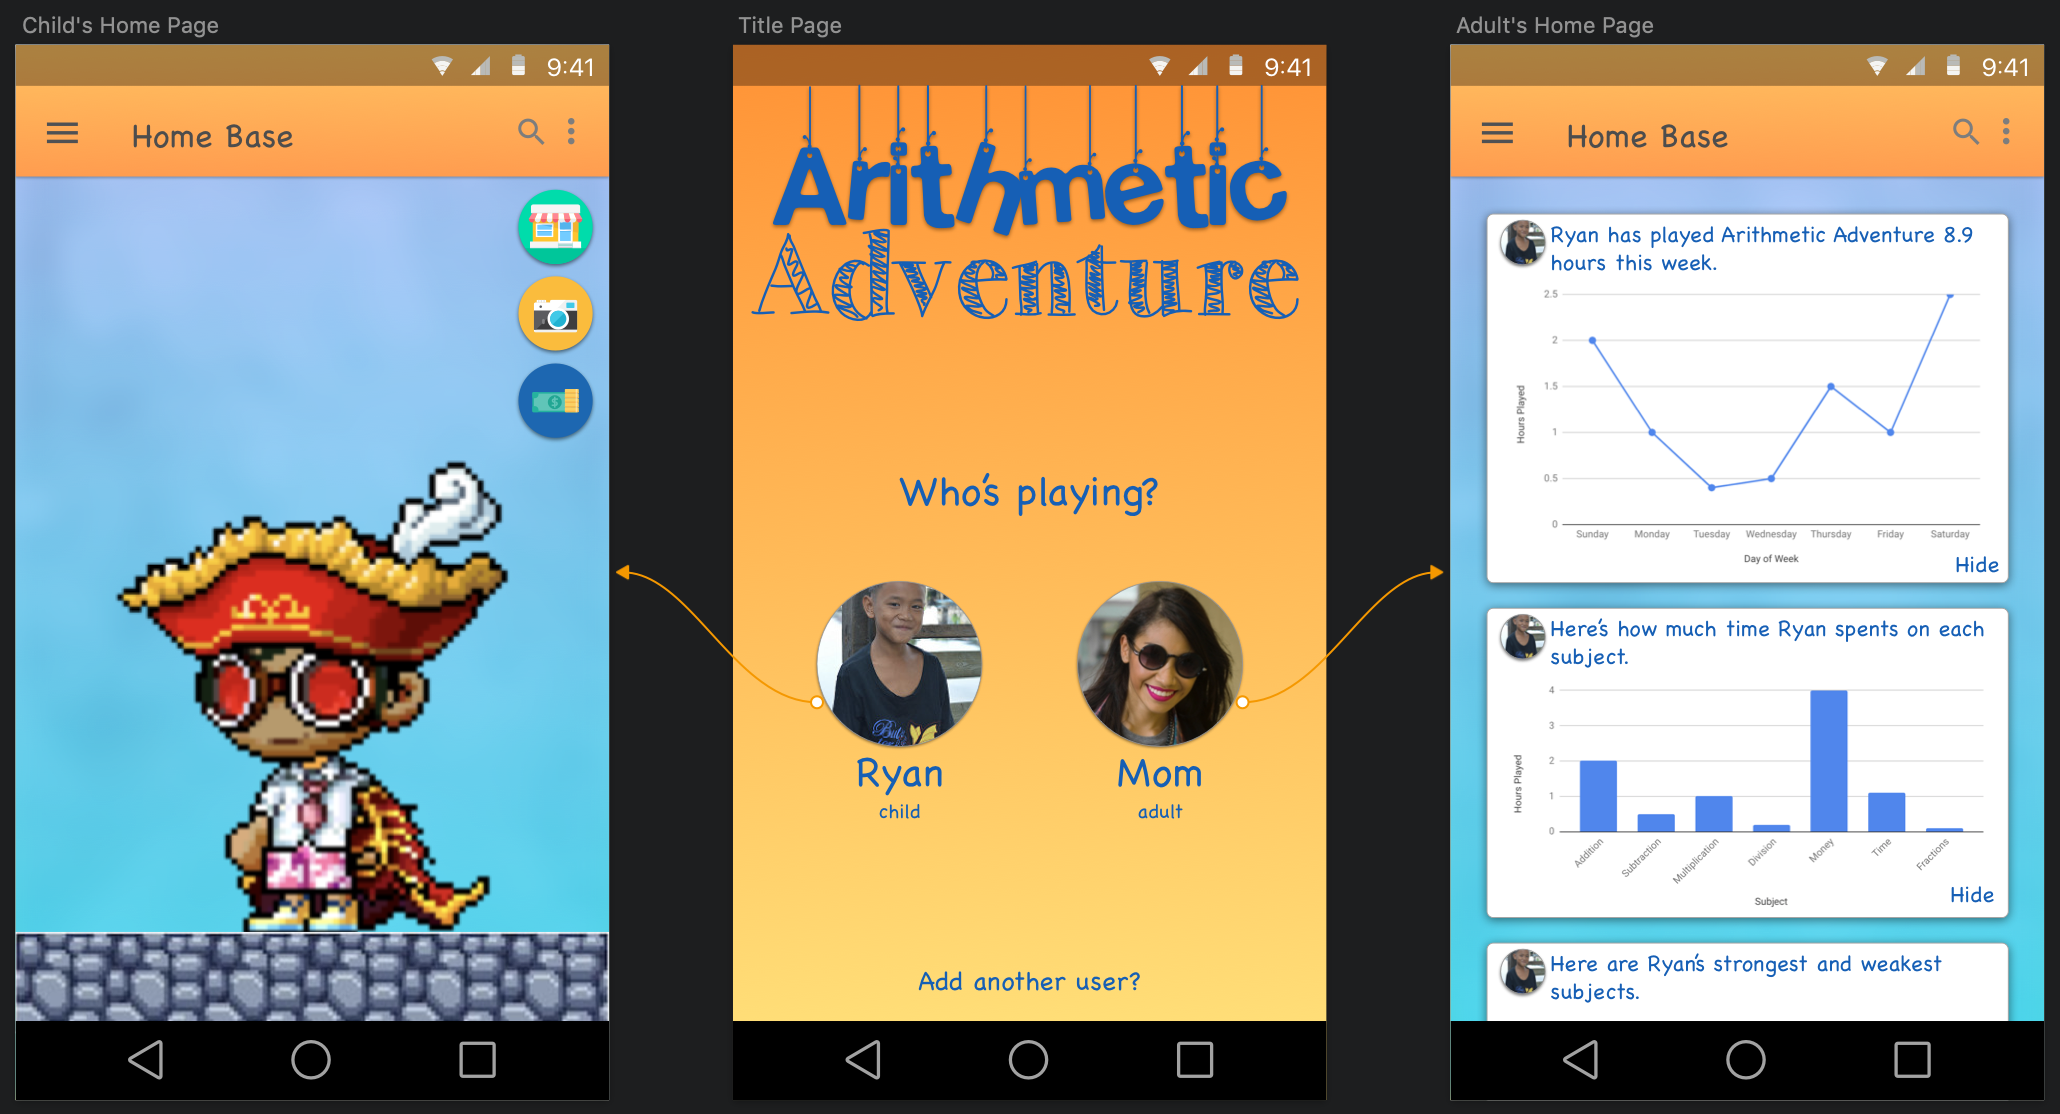 Child's Home Page
9:41
Home Base
Title Page
9:41
Arithmetic
Adventure
Who's playing?
Ryan
child
Mom
adult
Add another user?
Adult's Home Page
9:41
Home Base
Ryan has played Arithmetic Adventure 8.9
hours this week.
2.5
2
1.5
1
0.5
0
Hours Played
Sunday Monday Tuesday Wednesday Thursday Friday Saturday
Day of Week
Hide
Here's how much time Ryan spents on each
subject.
4
3
2
1
0
Hours Played
Addition Subtraction Multiplication Division Money Time Fractions
Subject
Hide
Here are Ryan's strongest and weakest
subjects.